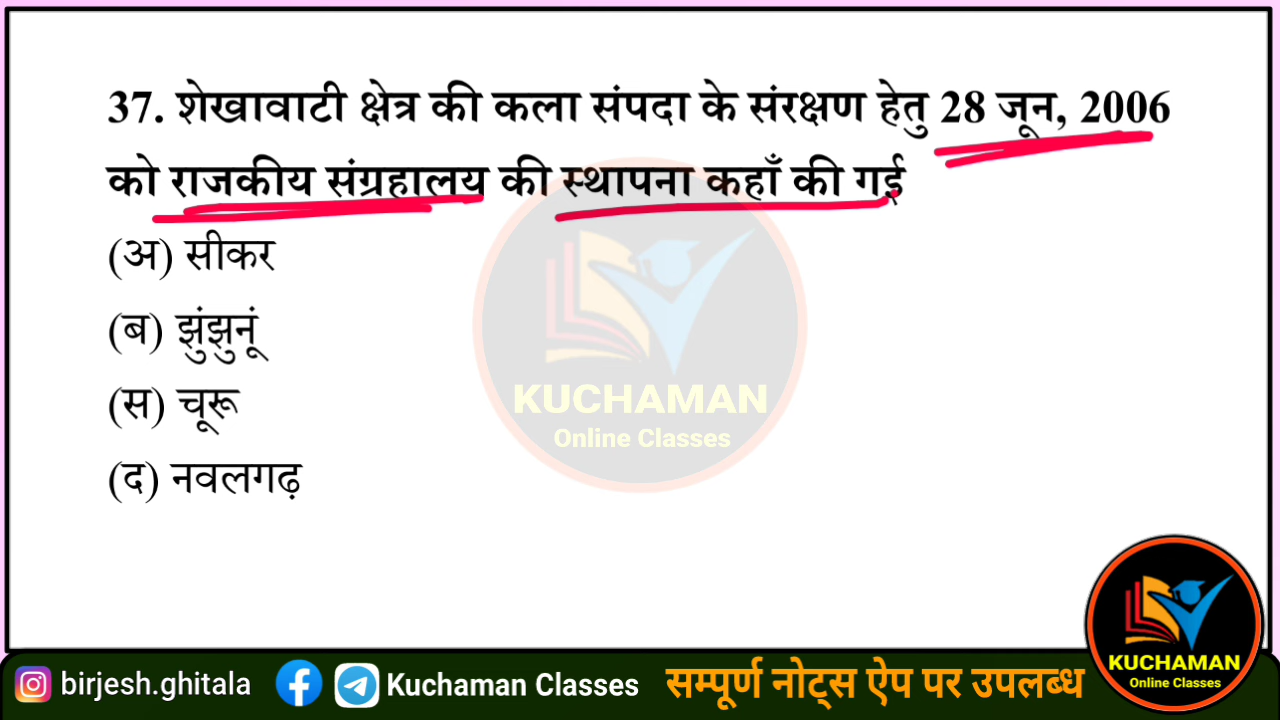 37. शेखावाटी क्षेत्र की कला संपदा के संरक्षण हेतु 28 जून, 2006
को राजकीय संग्रहालय की स्थापना कहाँ की गई
(अ) सीकर
(ब) झुंझुनूं
(स) चूरू
(द) नवलगढ़
KUCHAMAN
Online Classes
KUCHAMAN
Online Classes
birjesh.ghitala
Kuchaman Classes
सम्पूर्ण नोट्स ऐप पर उपलब्ध